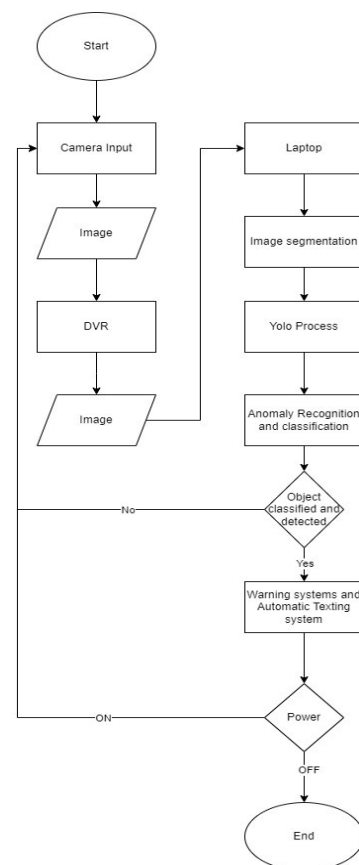 Start
Camera Input
Image
DVR
Image
Laptop
Image segmentation
Yolo Process
Anomaly Recognition
and classification
Object
classified and
detected
No
Yes
Warning systems and
Automatic Texting
system
Power
ON
OFF
End